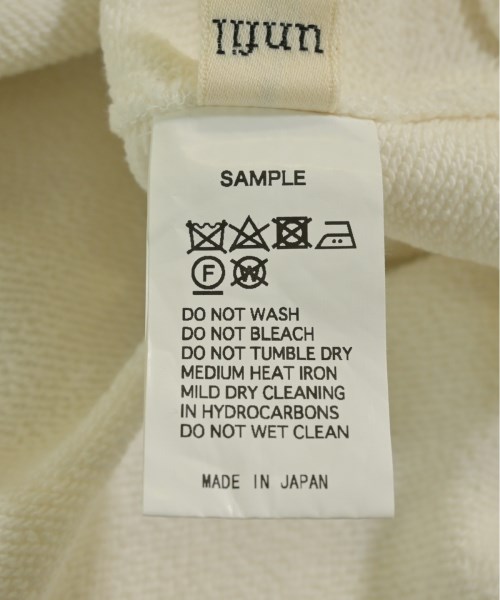 unfil
SAMPLE
F W
DO NOT WASH
DO NOT BLEACH
DO NOT TUMBLE DRY
MEDIUM HEAT IRON
MILD DRY CLEANING
IN HYDROCARBONS
DO NOT WET CLEAN
MADE IN JAPAN